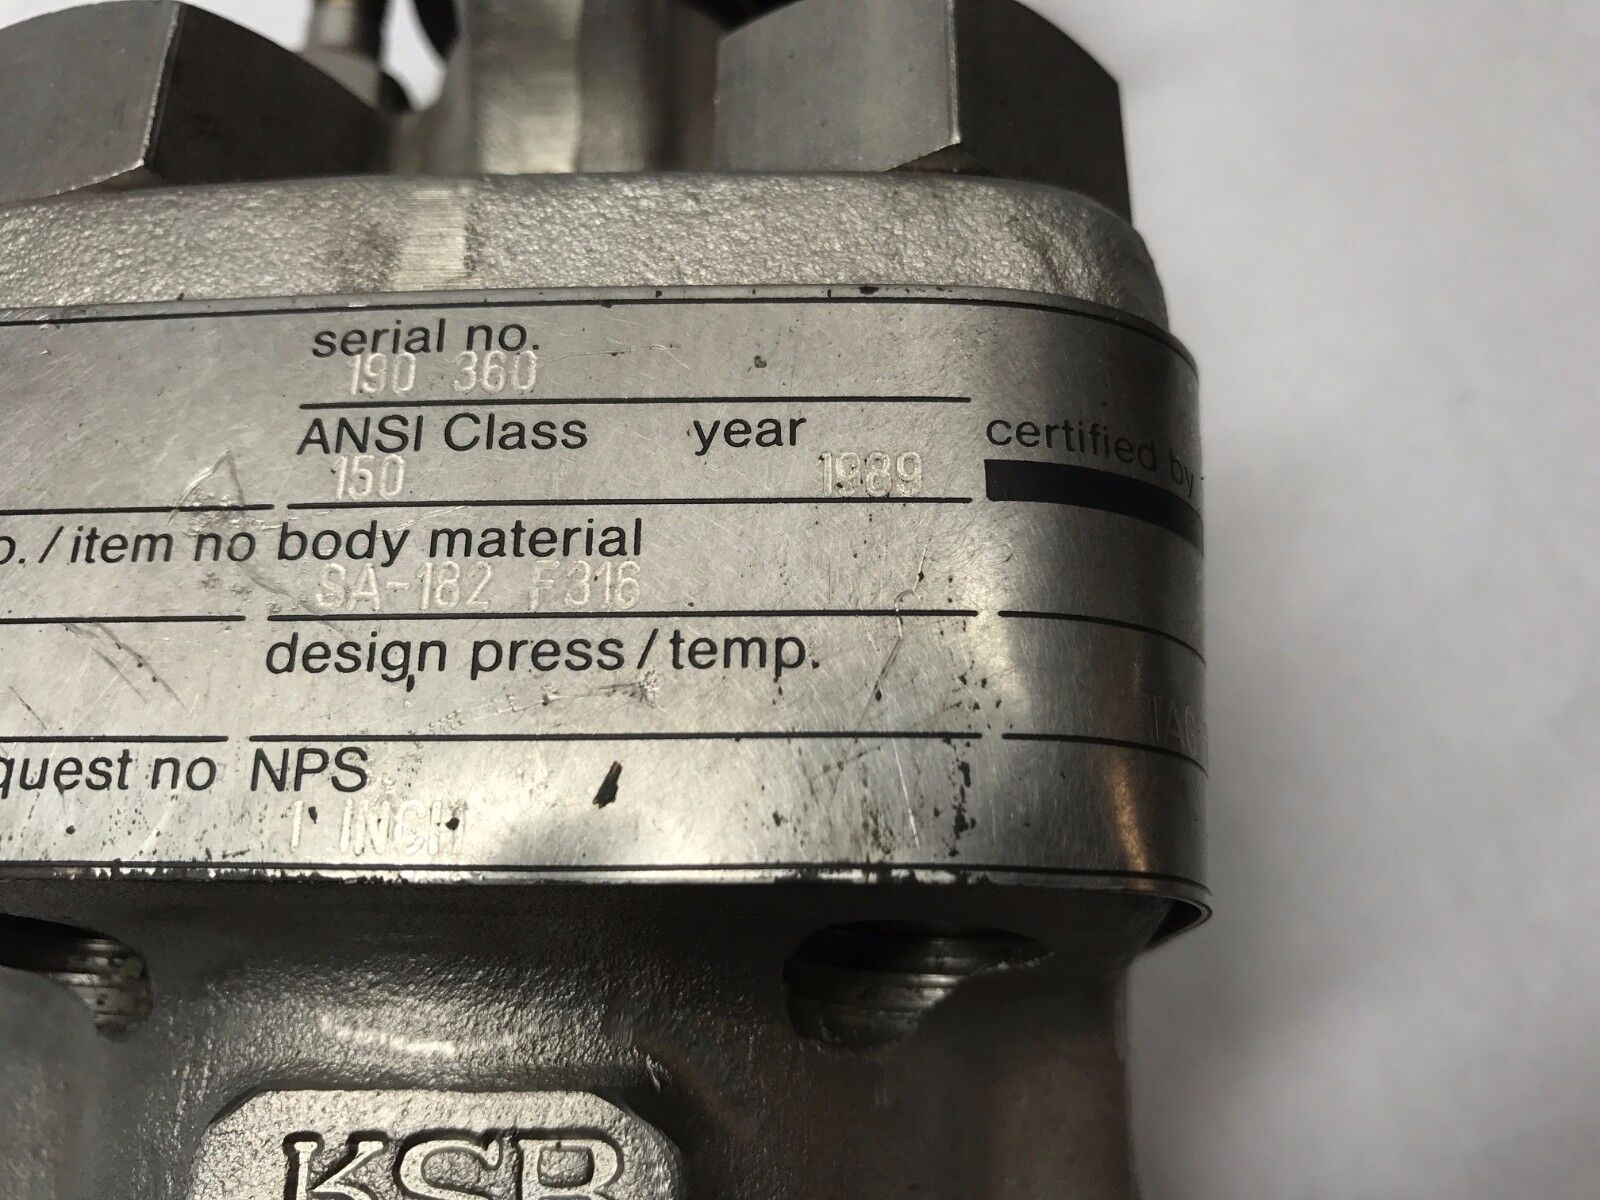 serial no.
190 360
ANSI Class year certified by
150 1989
o. / item no body material
SA-182 F316
design press / temp.
TAG
quest no NPS
1 INCH
KSB